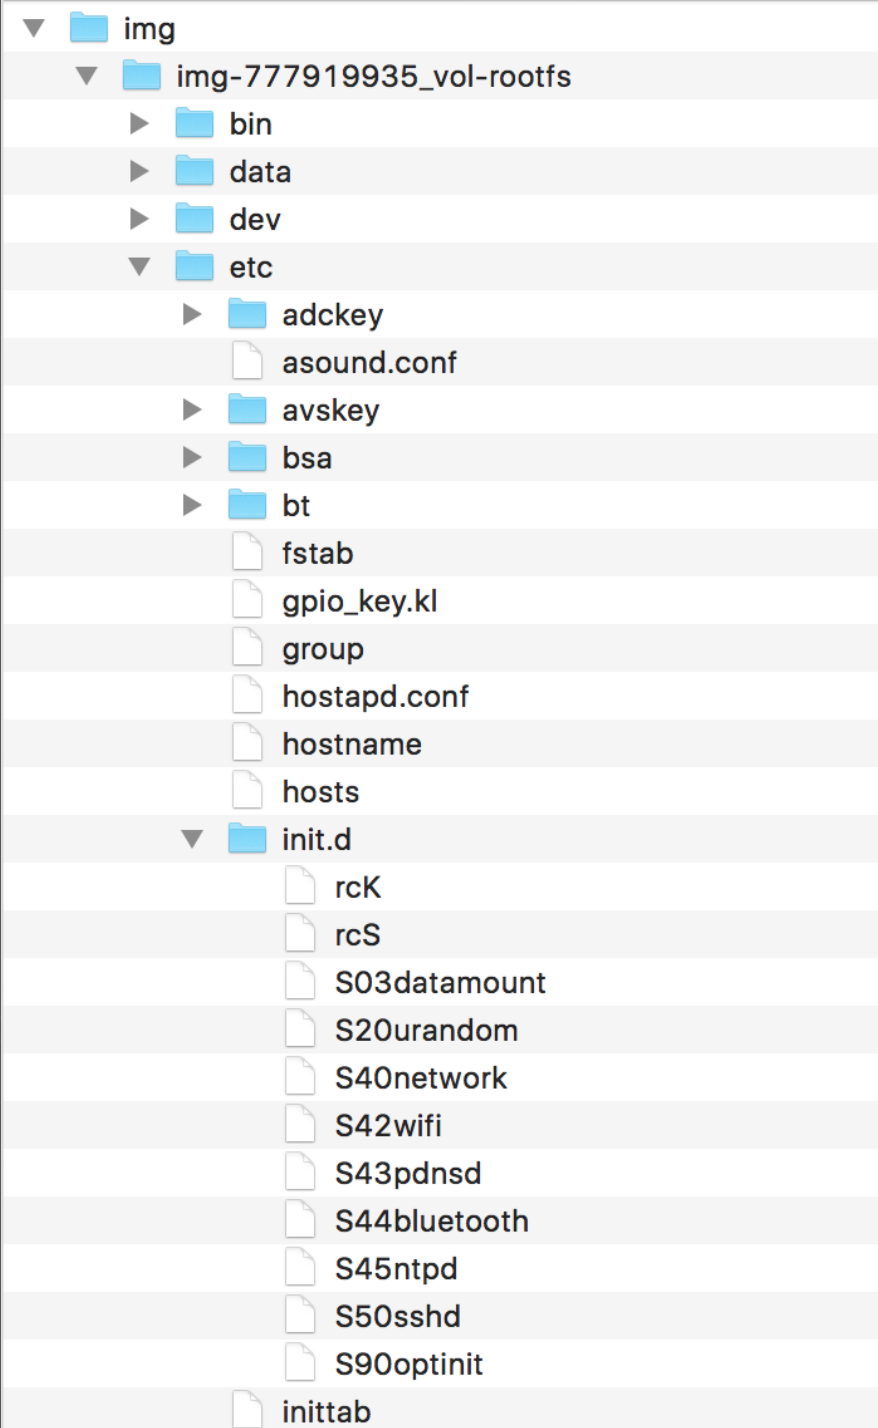 img
img-777919935_vol-rootfs
bin
data
dev
etc
adckey
asound.conf
avskey
bsa
bt
fstab
gpio_key.kl
group
hostapd.conf
hostname
hosts
init.d
rcK
rcS
S03datamount
S20urandom
S40network
S42wifi
S43pdnsd
S44bluetooth
S45ntpd
S50sshd
S90optinit
inittab